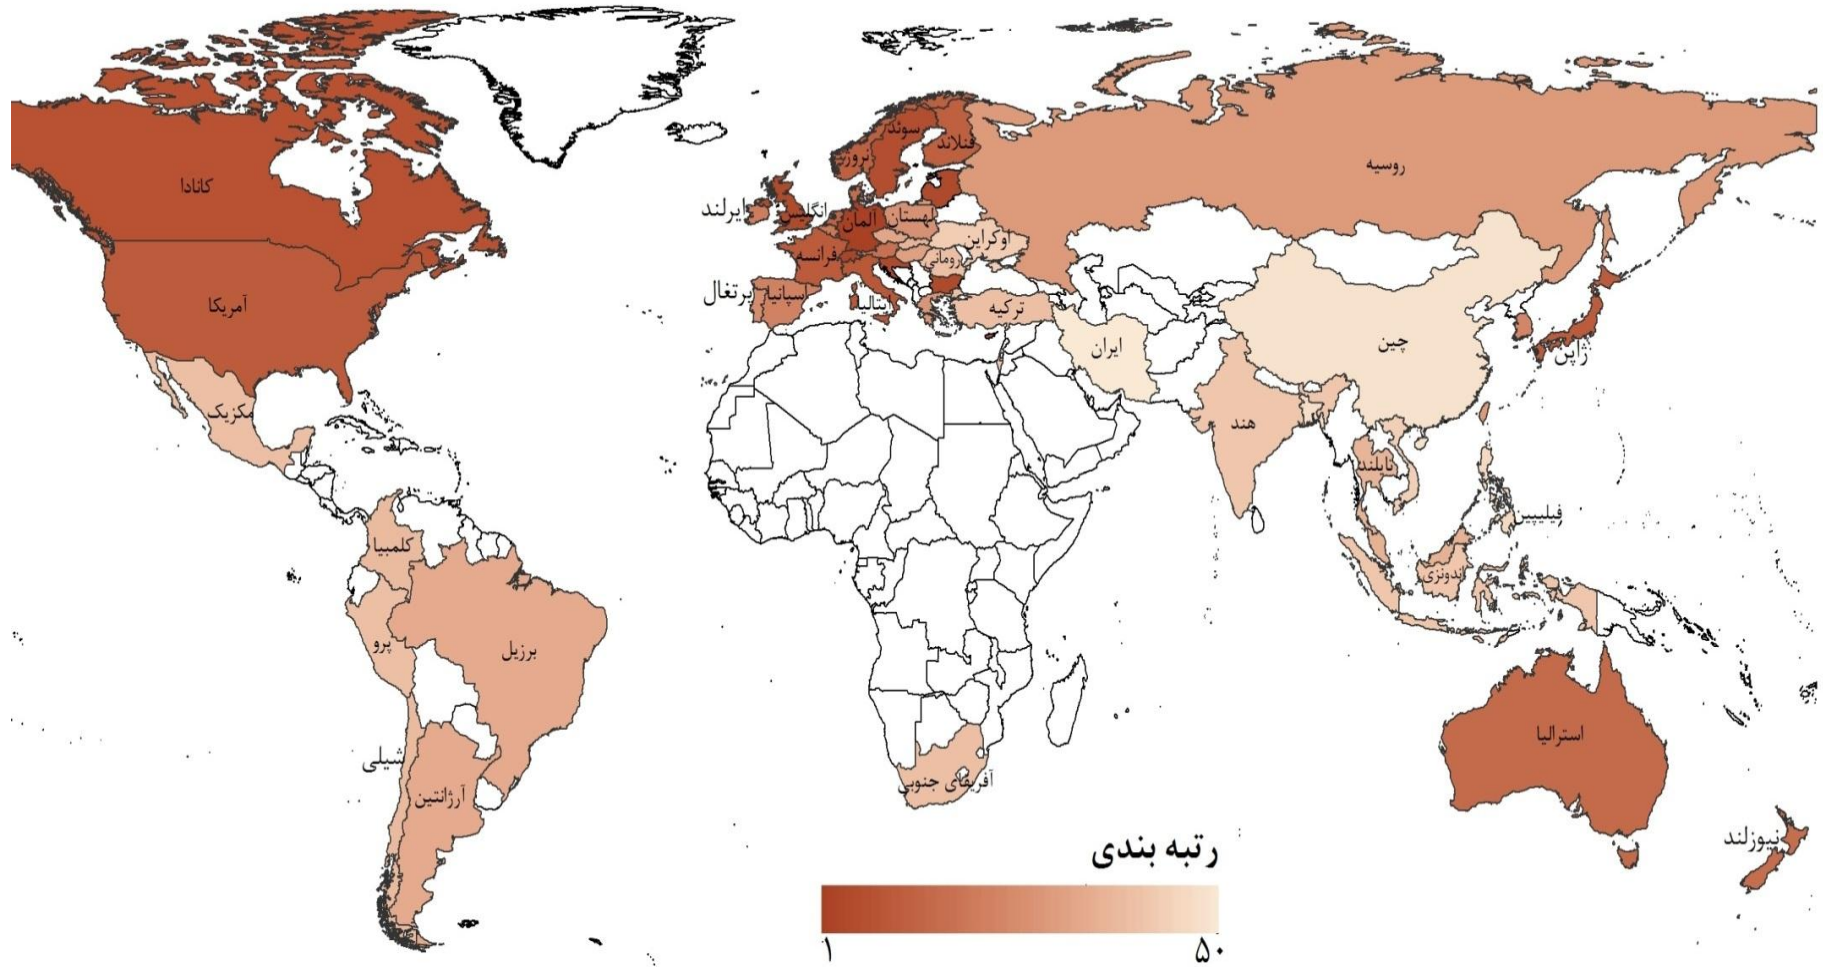 سوئد
فنلاند
نروژ
روسیه
کانادا
ایرلند
انگلیس
آلمان
لهستان
اوکراین
فرانسه
رومانی
پرتغال
اسپانیا
ایتالیا
ترکیه
آمریکا
ایران
چین
ژاپن
مکزیک
هند
تایلند
فیلیپین
کلمبیا
اندونزی
پرو
برزیل
استرالیا
شیلی
آرژانتین
آفریقای جنوبی
نیوزلند
رتبه بندی
۱
۵۰